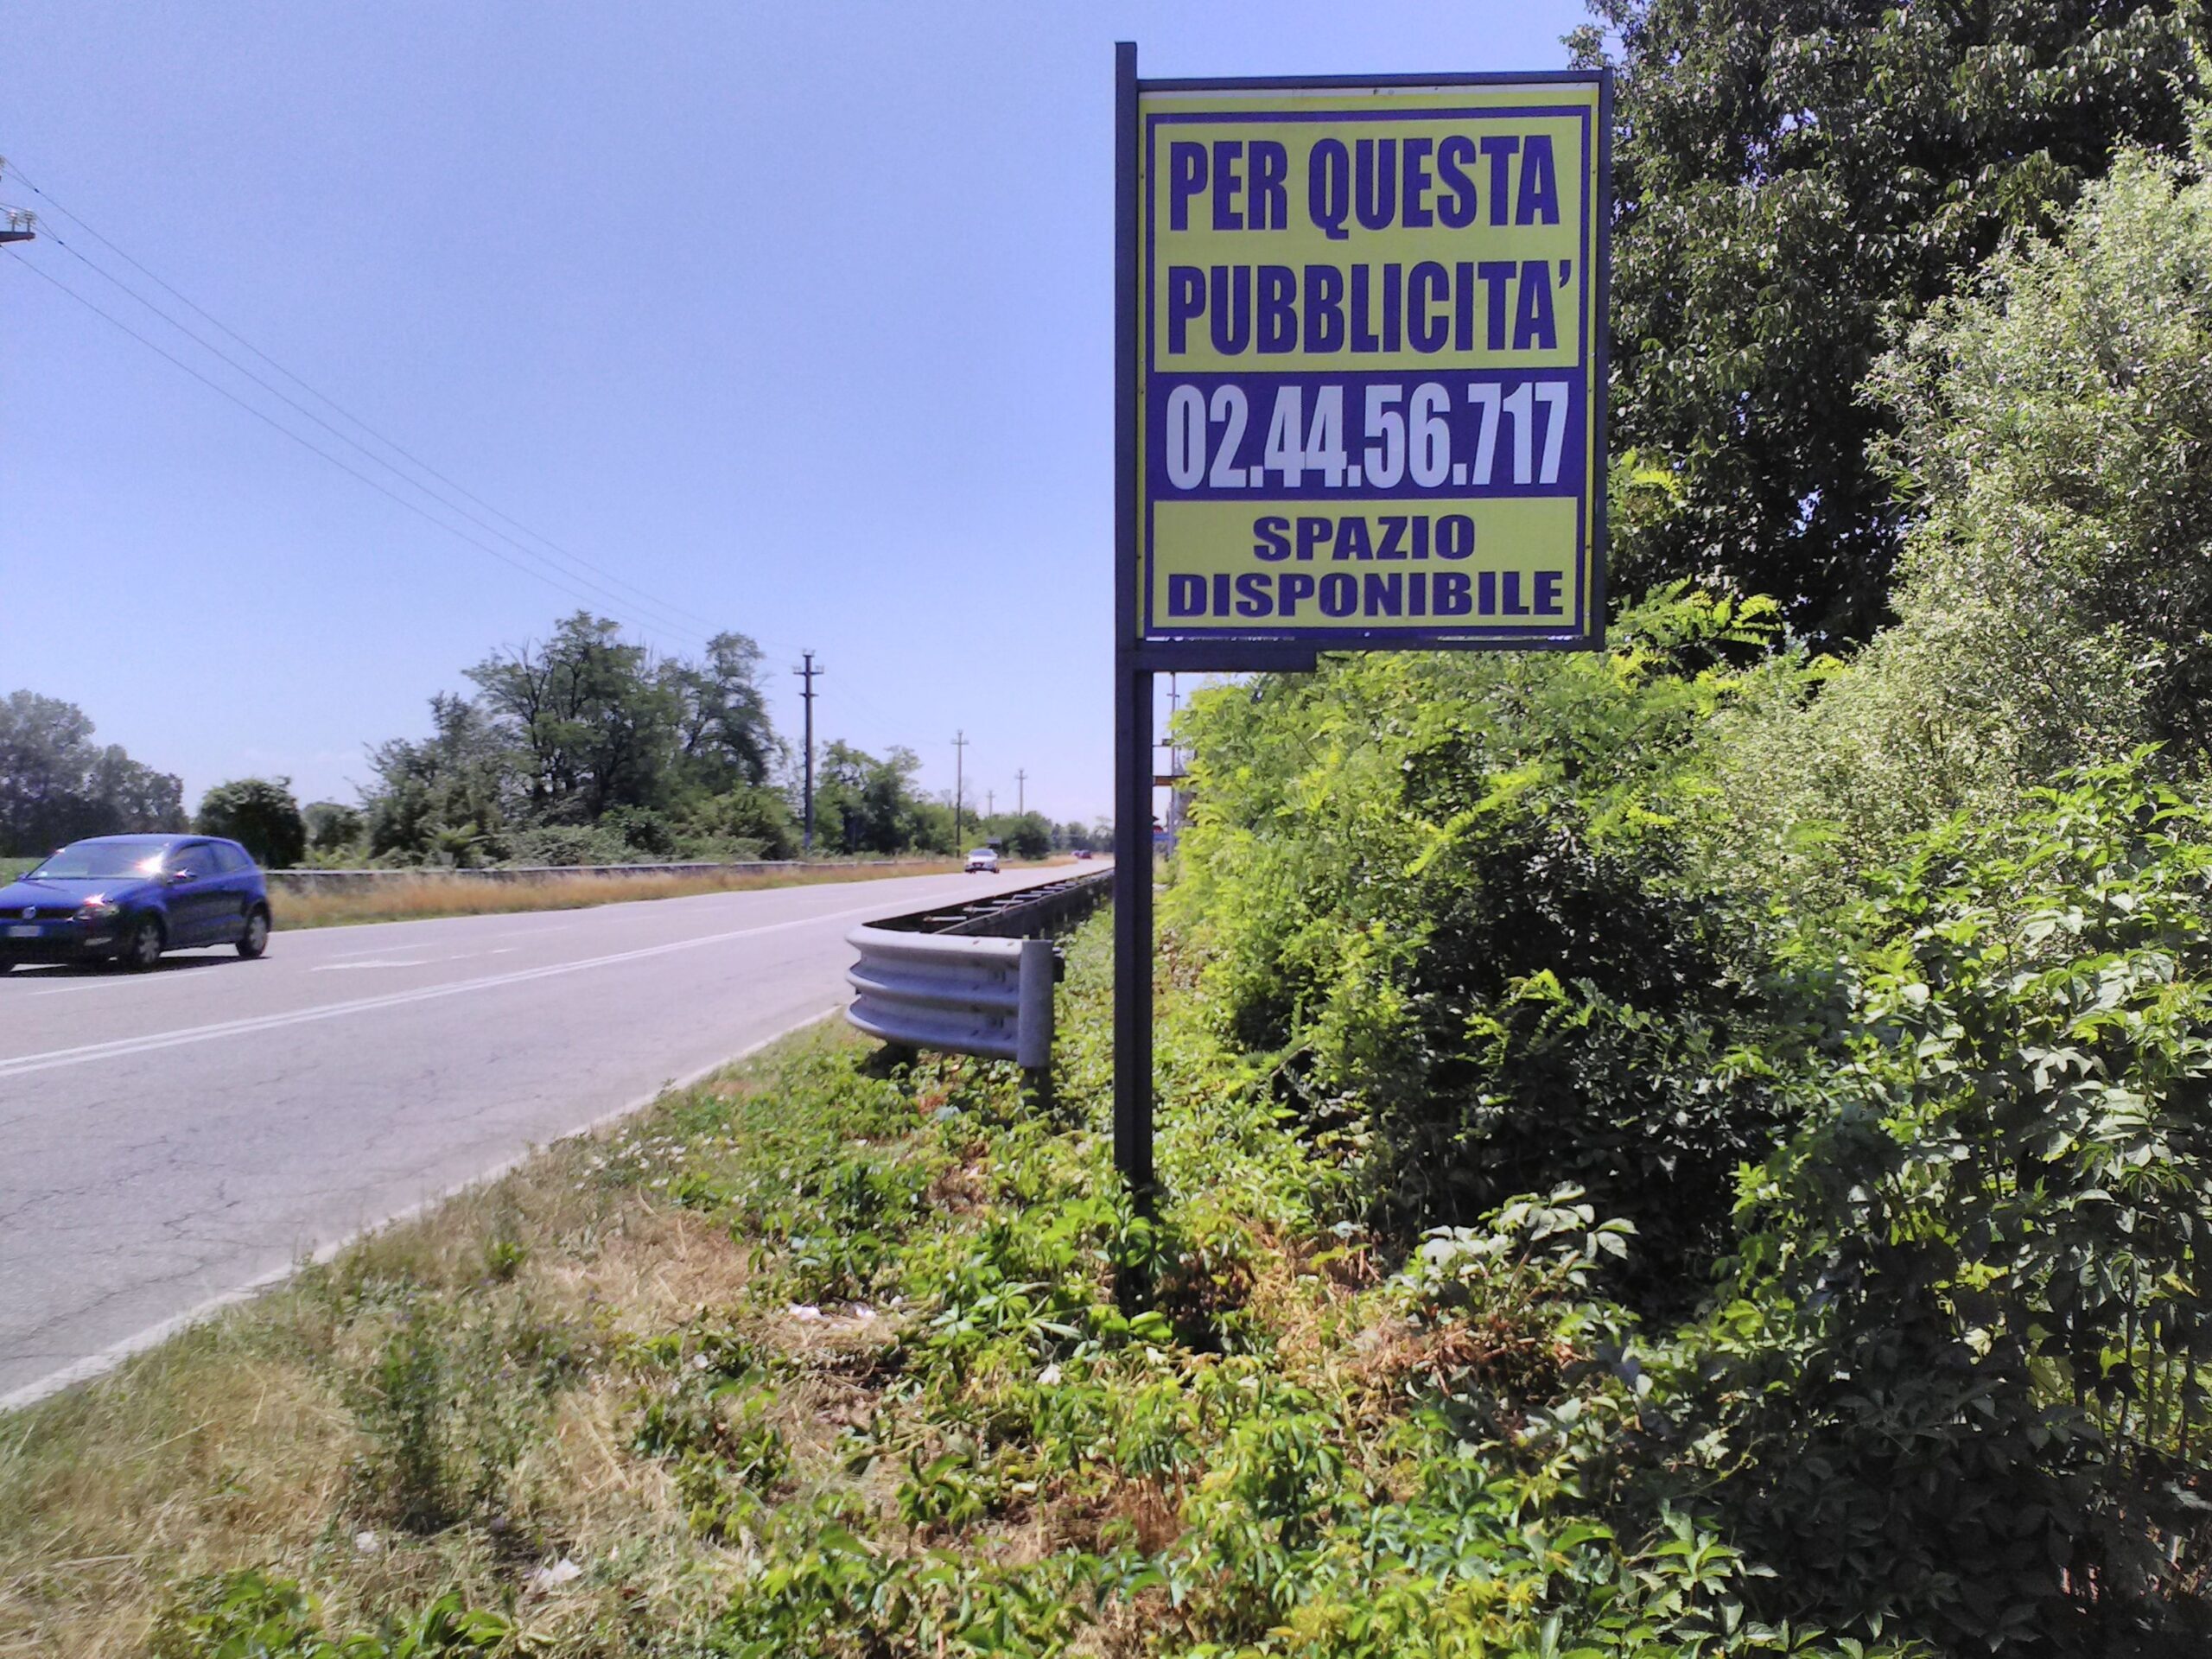 PER QUESTA
PUBBLICITA'
02.44.56.717
SPAZIO
DISPONIBILE